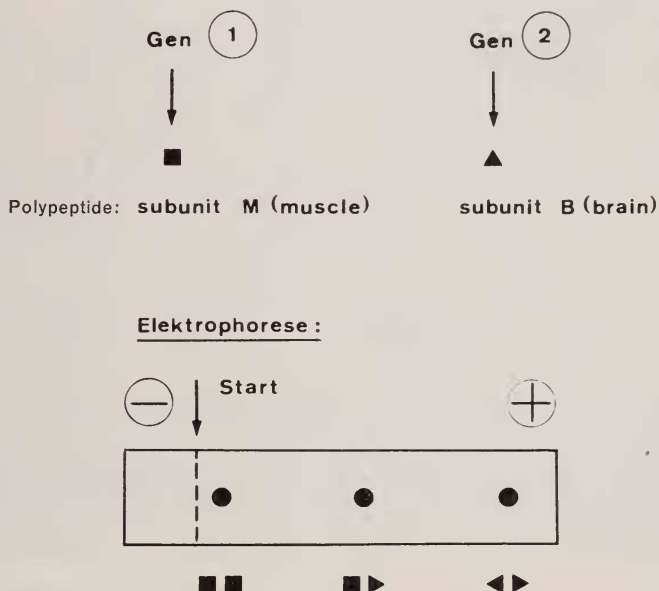 Gen 1 Gen 2
Polypeptide: subunit M (muscle) subunit B (brain)
Elektrophorese:
− Start +